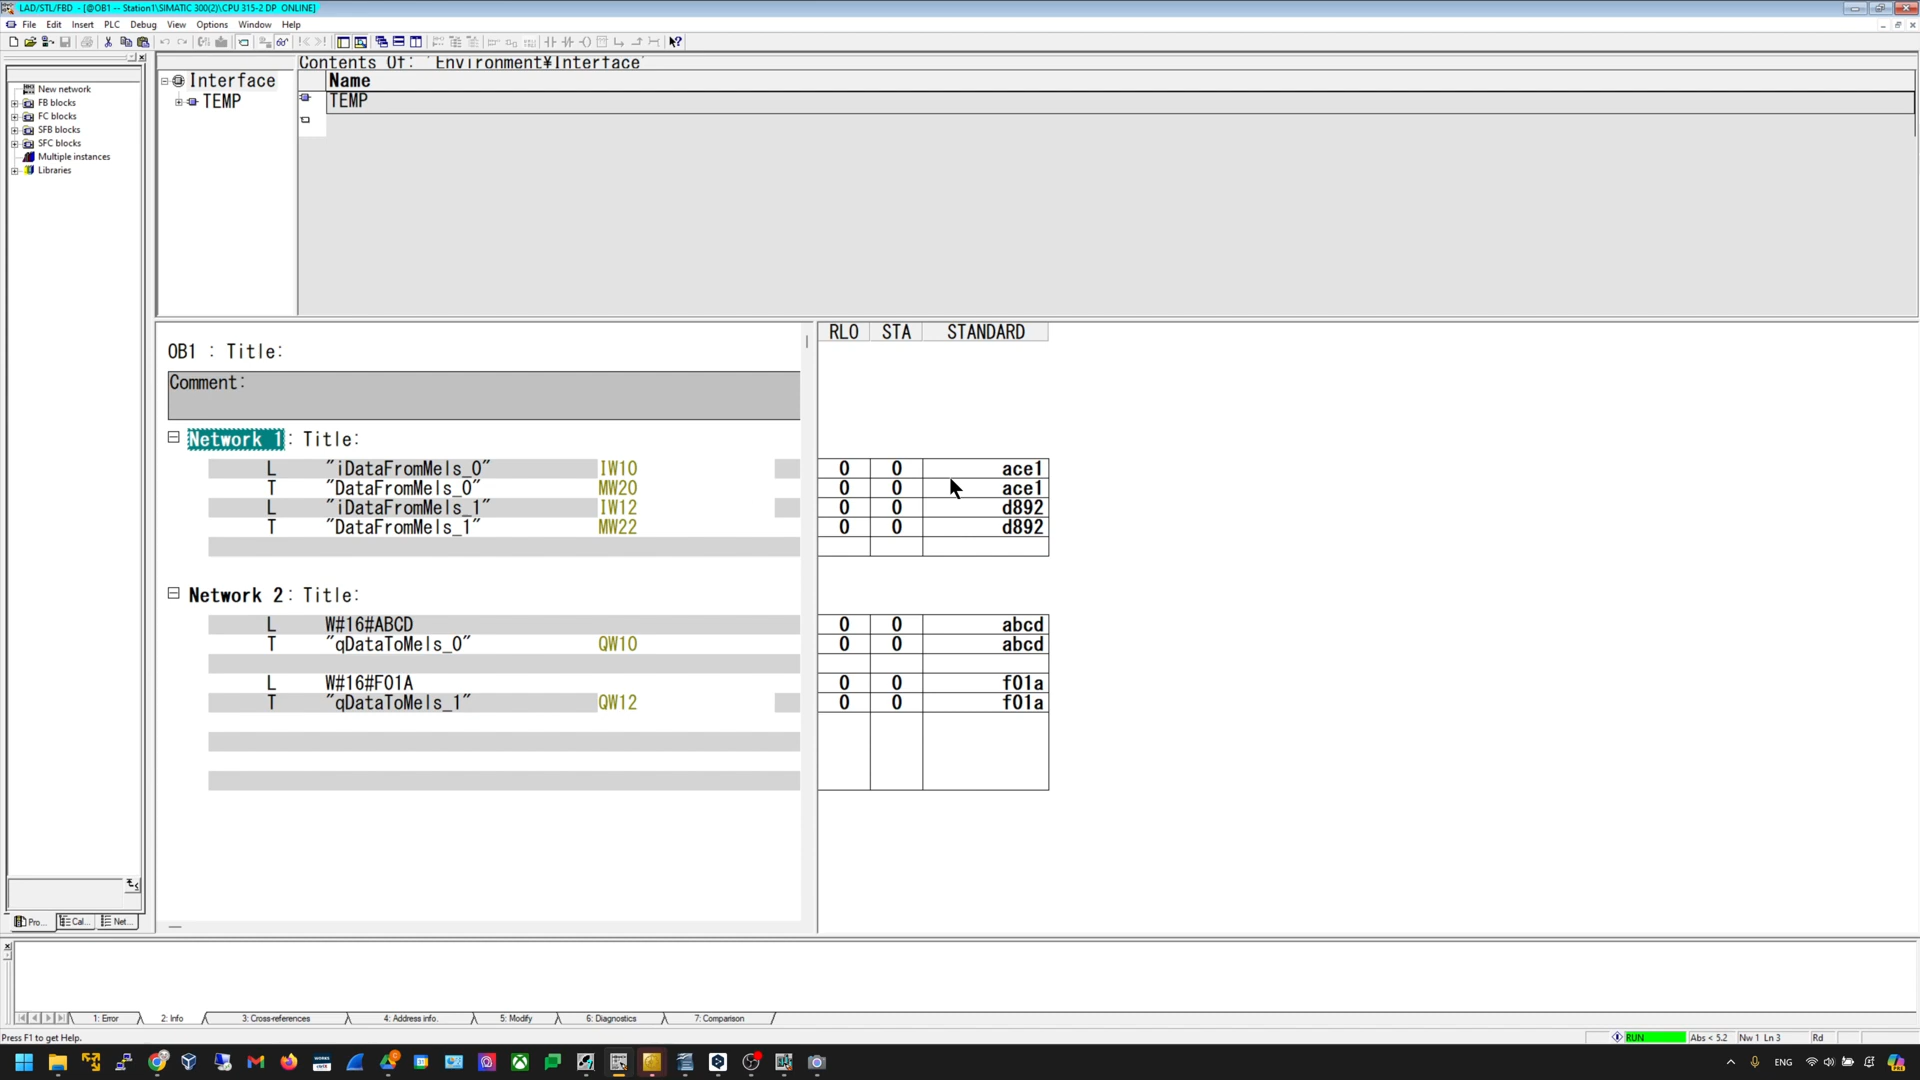 LAD/STL/FBD - [@OB1 -- Station1\SIMATIC 300(2)\CPU 315-2 DP ONLINE]
File Edit Insert PLC Debug View Options Window Help
Contents Of: 'Environment¥Interface'
Interface
Name
TEMP
TEMP
New network
FB blocks
FC blocks
SFB blocks
SFC blocks
Multiple instances
Libraries
RLO STA STANDARD
OB1 : Title:
Comment:
Network 1: Title:
L "iDataFromMels_0" IW10 0 0 ace1
T "DataFromMels_0" MW20 0 0 ace1
L "iDataFromMels_1" IW12 0 0 d892
T "DataFromMels_1" MW22 0 0 d892
Network 2: Title:
L W#16#ABCD 0 0 abcd
T "qDataToMels_0" QW10 0 0 abcd
L W#16#F01A 0 0 f01a
T "qDataToMels_1" QW12 0 0 f01a
Pro... Cal... Net...
1: Error 2: Info 3: Cross-references 4: Address info. 5: Modify 6: Diagnostics 7: Comparison
Press F1 to get Help.
RUN Abs < 5.2 Nw 1 Ln 3 Rd
ENG